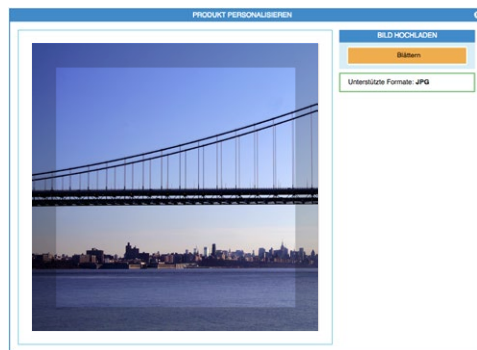 PRODUKT PERSONALISIEREN
BILD HOCHLADEN
Blättern
Unterstützte Formate: JPG